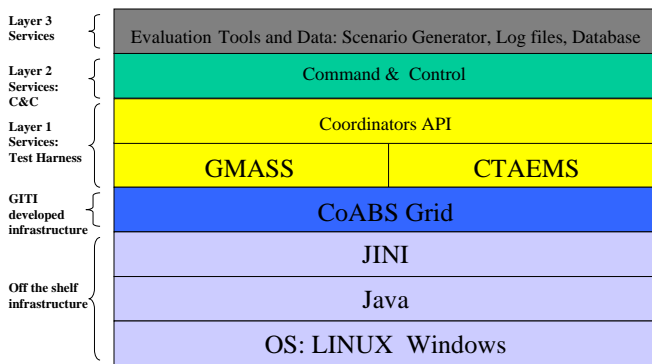 Layer 3
Services
Evaluation Tools and Data: Scenario Generator, Log files, Database
Layer 2
Services:
C&C
Command & Control
Layer 1
Services:
Test Harness
Coordinators API
GMASS
CTAEMS
GITI
developed
infrastructure
CoABS Grid
Off the shelf
infrastructure
JINI
Java
OS: LINUX Windows